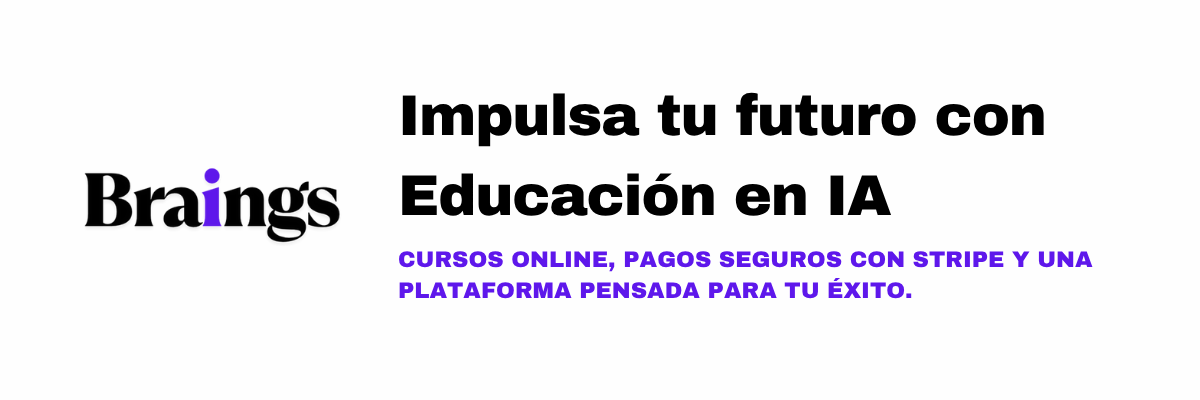 Braings
Impulsa tu futuro con
Educación en IA
CURSOS ONLINE, PAGOS SEGUROS CON STRIPE Y UNA
PLATAFORMA PENSADA PARA TU ÉXITO.